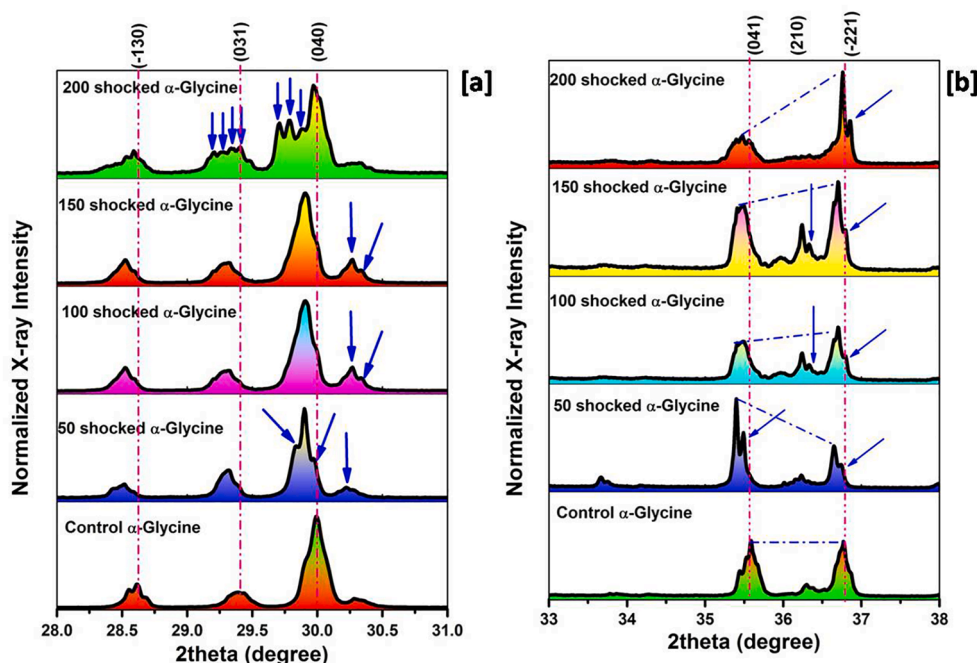 (-130)
(031)
(040)
[a]
200 shocked α-Glycine
150 shocked α-Glycine
100 shocked α-Glycine
50 shocked α-Glycine
Control α-Glycine
Normalized X-ray Intensity
28.0 28.5 29.0 29.5 30.0 30.5 31.0
2theta (degree)
(041)
(210)
(-221)
[b]
200 shocked α-Glycine
150 shocked α-Glycine
100 shocked α-Glycine
50 shocked α-Glycine
Control α-Glycine
Normalized X-ray Intensity
33 34 35 36 37 38
2theta (degree)